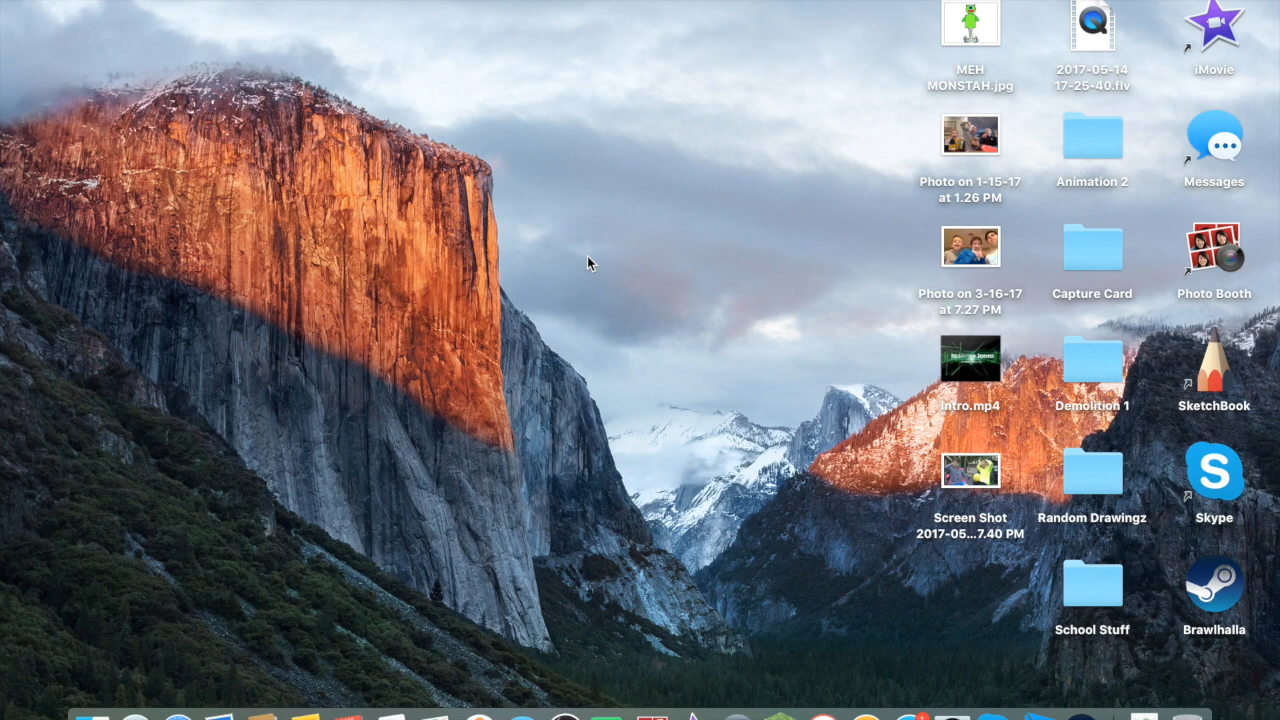 MEH
MONSTAH.jpg
2017-05-14
17-25-40.flv
iMovie
Photo on 1-15-17
at 1.26 PM
Animation 2
Messages
Photo on 3-16-17
at 7.27 PM
Capture Card
Photo Booth
Intro.mp4
Demolition 1
SketchBook
Screen Shot
2017-05...7.40 PM
Random Drawingz
S
Skype
School Stuff
Brawlhalla